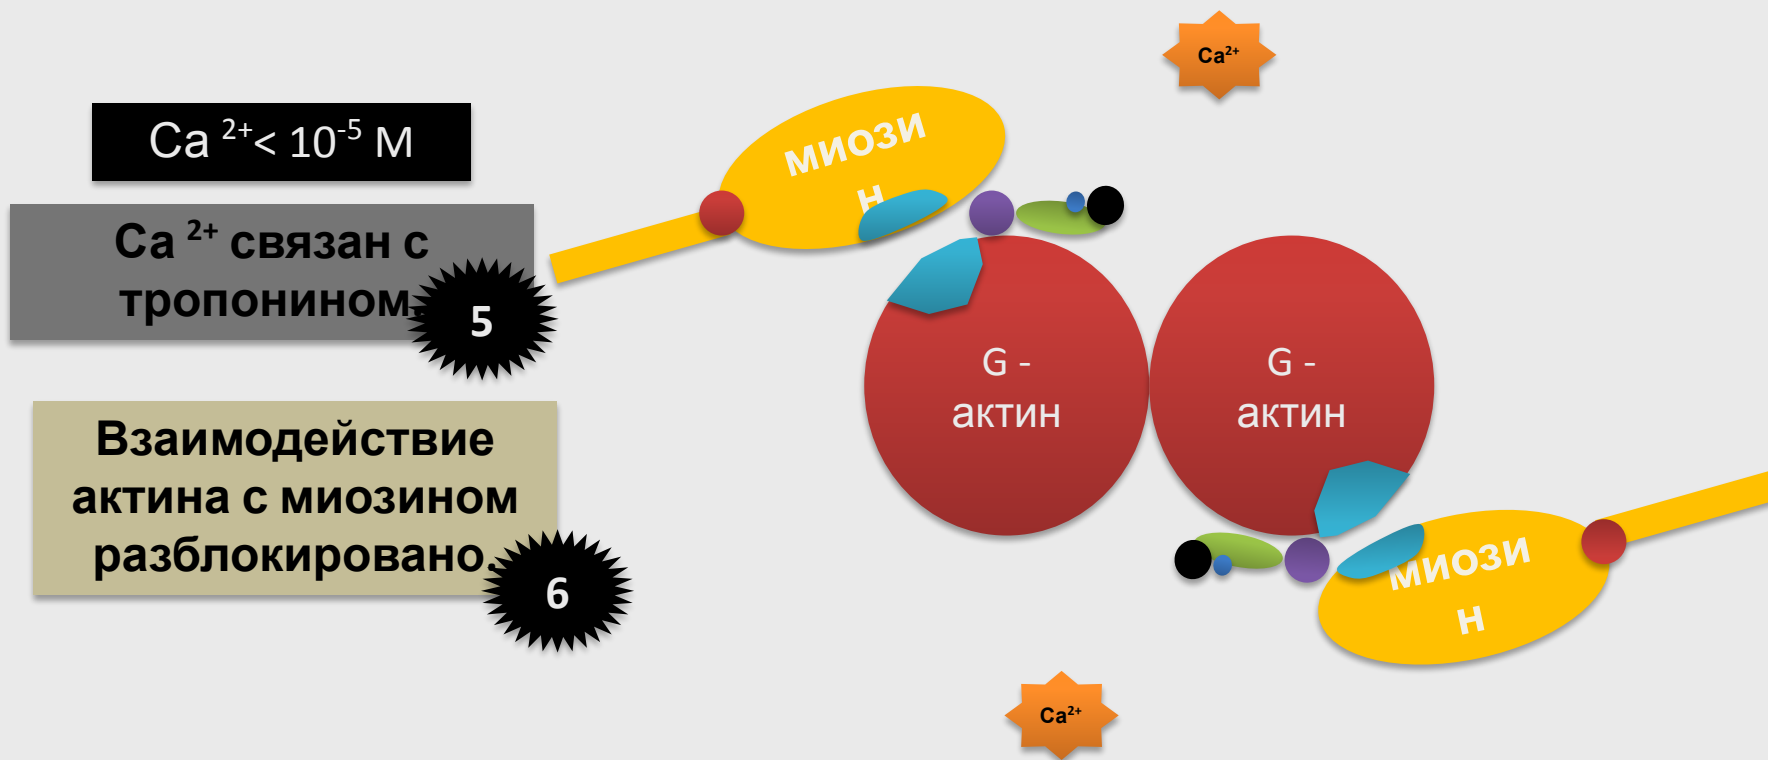 Ca²⁺
Ca ²⁺< 10⁻⁵ M
Ca ²⁺ связан с
тропонином.
5
Взаимодействие
актина с миозином
разблокировано.
6
миози
н
G -
актин
G -
актин
миози
н
Ca²⁺